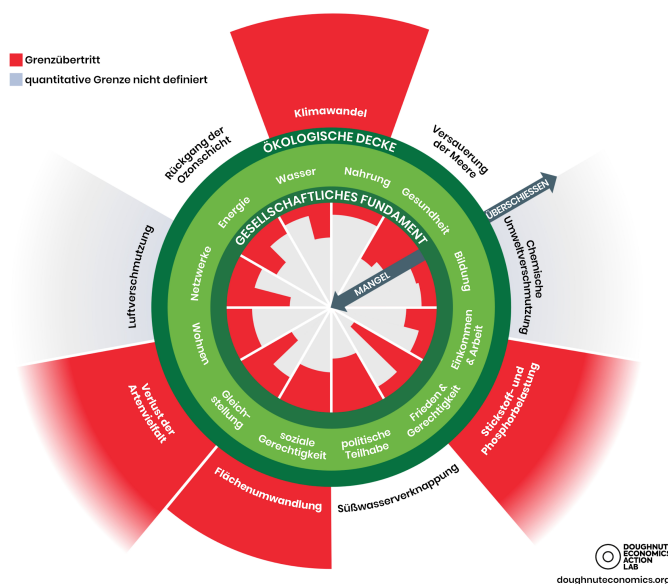 Grenzübertritt
quantitative Grenze nicht definiert
Klimawandel
Rückgang der
Ozonschicht
Versauerung
der Meere
ÖKOLOGISCHE DECKE
Wasser
Nahrung
Energie
Gesundheit
GESELLSCHAFTLICHES FUNDAMENT
ÜBERSCHIESSEN
Luftverschmutzung
Netzwerke
Bildung
MANGEL
Chemische
Umweltverschmutzung
Wohnen
Einkommen
& Arbeit
Verlust der
Artenvielfalt
Gleich-
stellung
soziale
Gerechtigkeit
politische
Teilhabe
Frieden &
Gerechtigkeit
Stickstoff- und
Phosphorbelastung
Flächenumwandlung
Süßwasserverknappung
DOUGHNUT
ECONOMICS
ACTION
LAB
doughnuteconomics.org